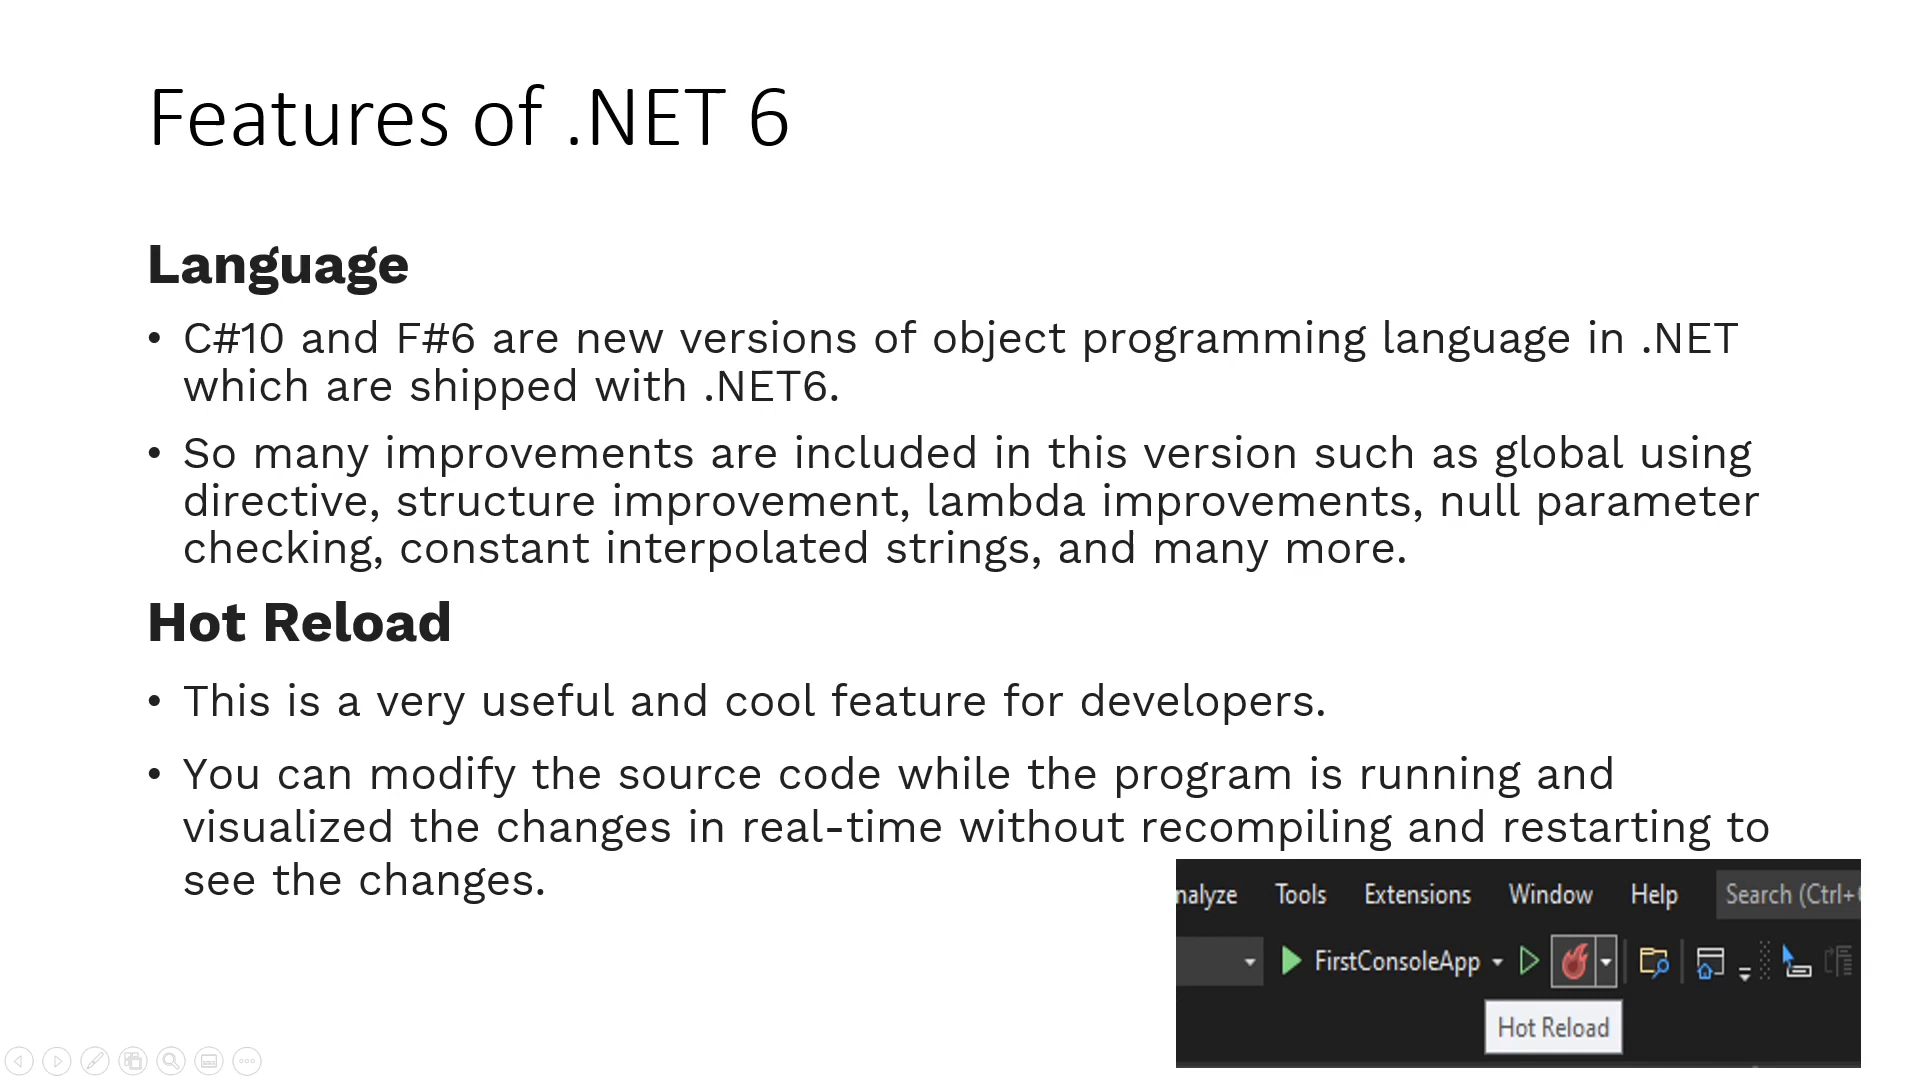 Features of .NET 6
Language
• C#10 and F#6 are new versions of object programming language in .NET
which are shipped with .NET6.
• So many improvements are included in this version such as global using
directive, structure improvement, lambda improvements, null parameter
checking, constant interpolated strings, and many more.
Hot Reload
• This is a very useful and cool feature for developers.
• You can modify the source code while the program is running and
visualized the changes in real-time without recompiling and restarting to
see the changes.
nalyze Tools Extensions Window Help Search (Ctrl+
FirstConsoleApp
Hot Reload